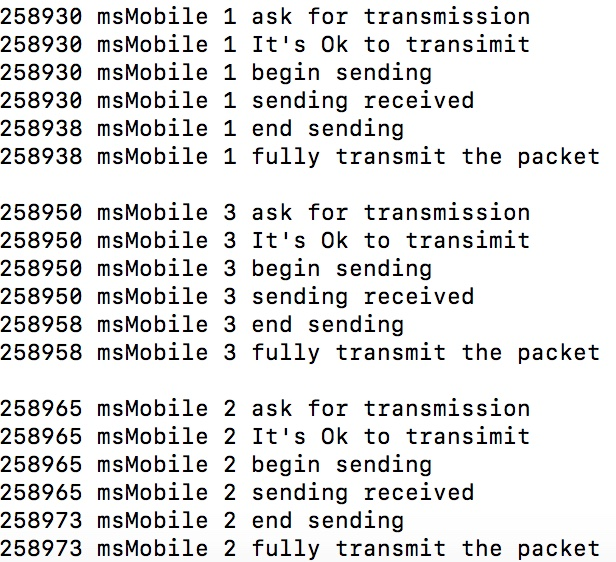 258930 msMobile 1 ask for transmission
258930 msMobile 1 It's Ok to transimit
258930 msMobile 1 begin sending
258930 msMobile 1 sending received
258938 msMobile 1 end sending
258938 msMobile 1 fully transmit the packet

258950 msMobile 3 ask for transmission
258950 msMobile 3 It's Ok to transimit
258950 msMobile 3 begin sending
258950 msMobile 3 sending received
258958 msMobile 3 end sending
258958 msMobile 3 fully transmit the packet

258965 msMobile 2 ask for transmission
258965 msMobile 2 It's Ok to transimit
258965 msMobile 2 begin sending
258965 msMobile 2 sending received
258973 msMobile 2 end sending
258973 msMobile 2 fully transmit the packet